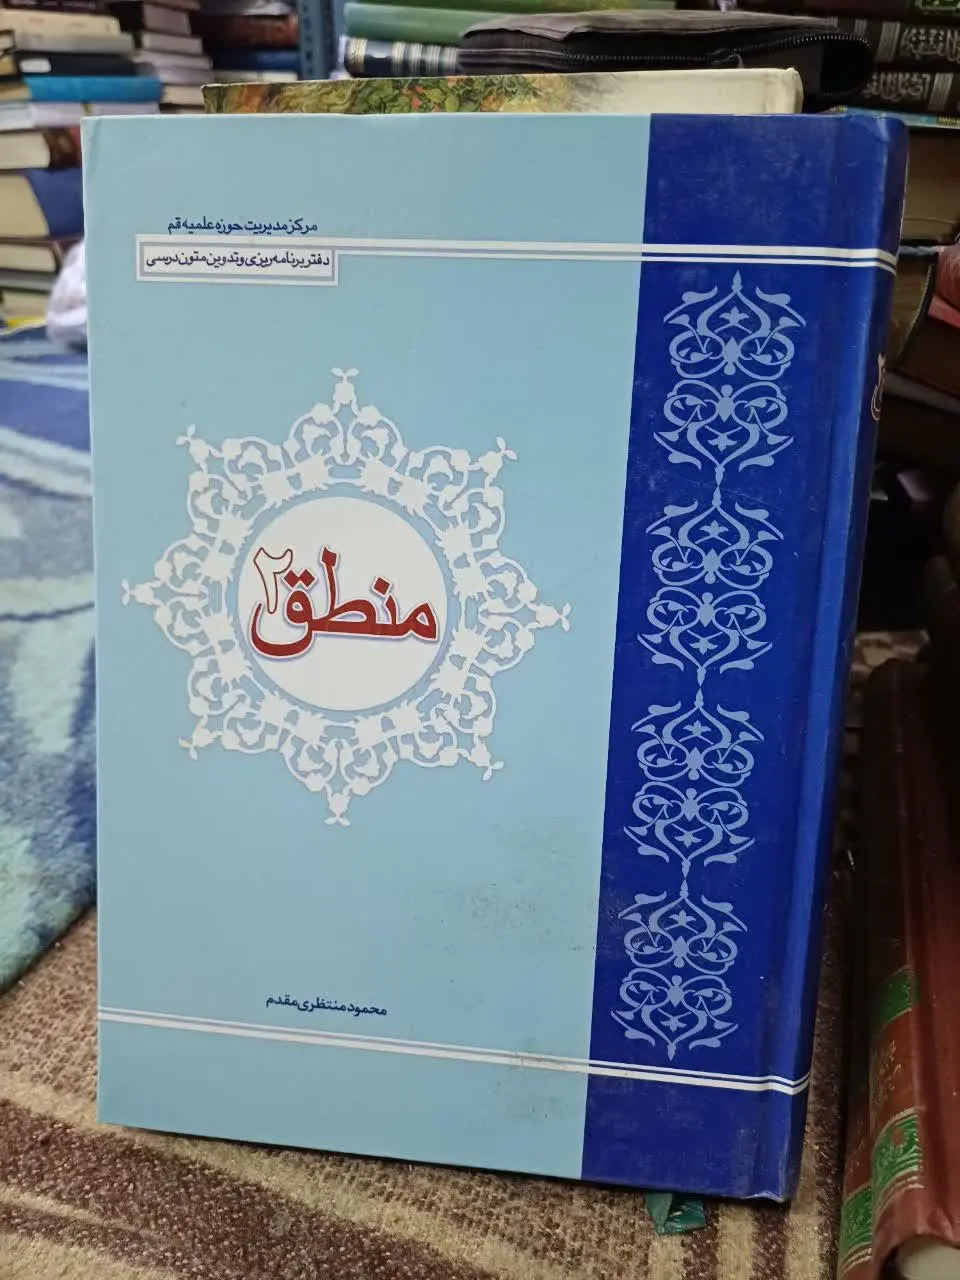 مرکز مدیریت حوزه علمیه قم
دفتر برنامه ریزی و تدوین متون درسی
منطق ۲
محمود منتظری مقدم